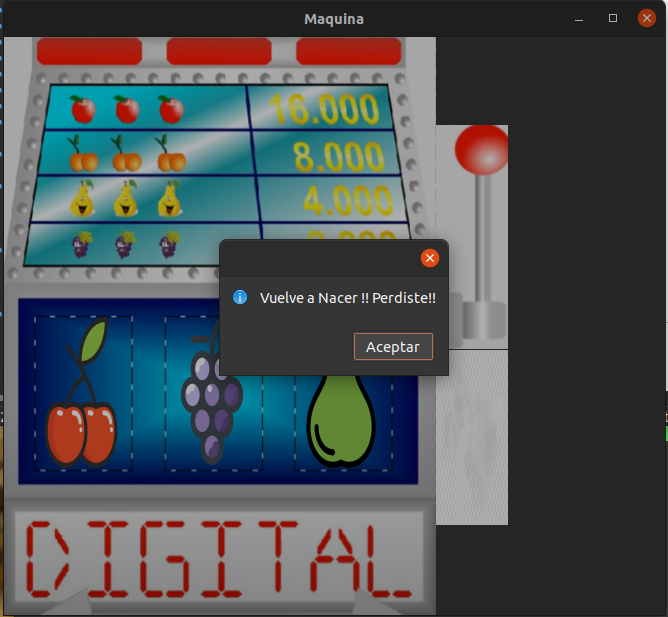 Maquina
16.000
8.000
4.000
Vuelve a Nacer !! Perdiste!!
Aceptar
DIGITAL